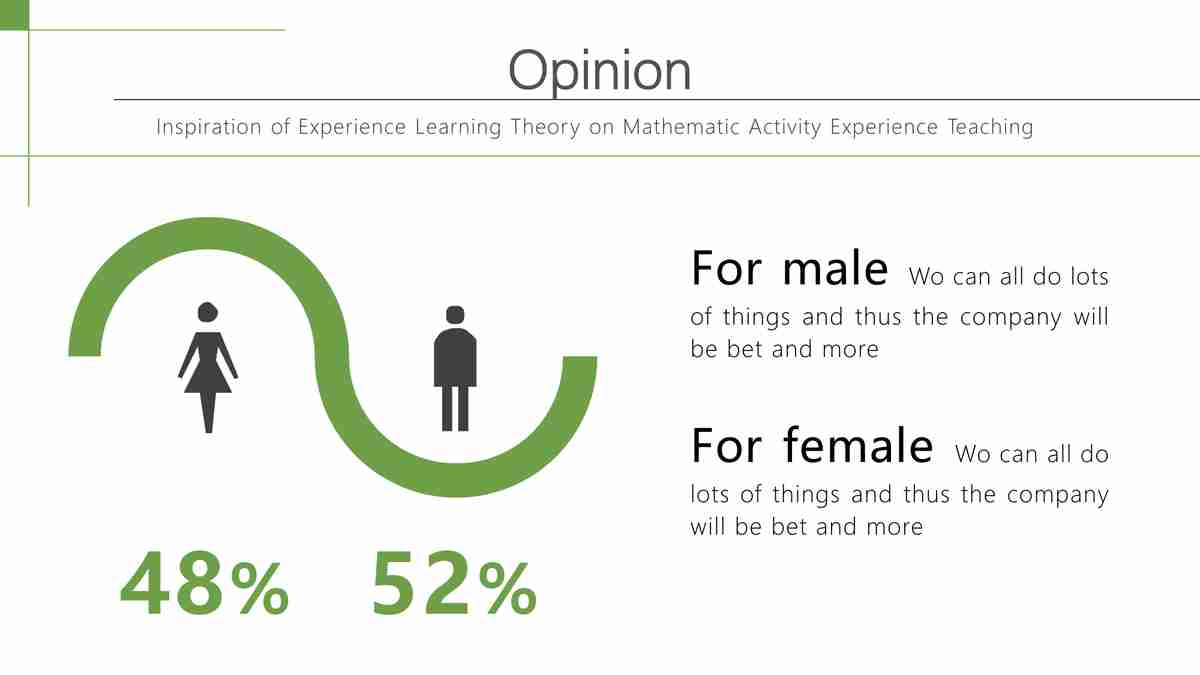 Opinion
Inspiration of Experience Learning Theory on Mathematic Activity Experience Teaching
For male Wo can all do lots
of things and thus the company will
be bet and more
For female Wo can all do
lots of things and thus the company
will be bet and more
48% 52%